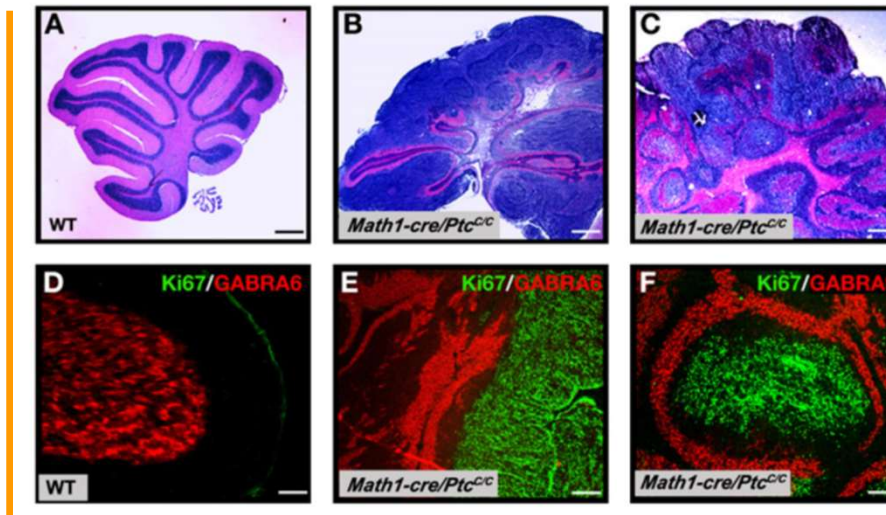 A
WT
B
Math1-cre/Ptc^C/C
C
Math1-cre/Ptc^C/C
D
Ki67/GABRA6
WT
E
Ki67/GABRA6
Math1-cre/Ptc^C/C
F
Ki67/GABRA
Math1-cre/Ptc^C/C